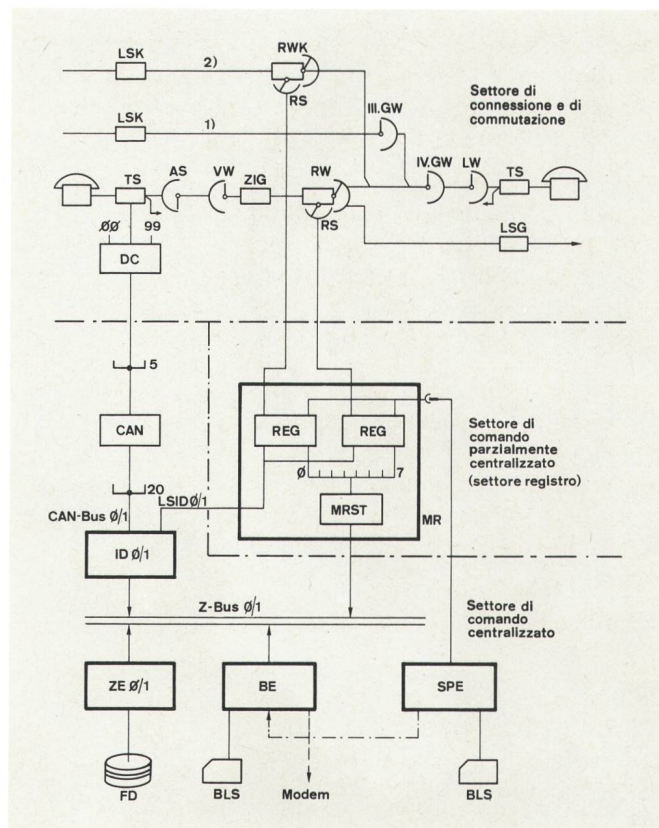 LSK
2)
RWK
RS
Settore di
connessione e di
commutazione
LSK
1)
III.GW
TS
AS
VW
ZIG
RW
IV.GW
LW
TS
RS
ØØ
99
LSG
DC
5
CAN
REG
REG
Settore di
comando
parzialmente
centralizzato
(settore registro)
Ø
7
20
LSID Ø/1
MRST
MR
CAN-Bus Ø/1
ID Ø/1
Z-Bus Ø/1
Settore di
comando
centralizzato
ZE Ø/1
BE
SPE
FD
BLS
Modem
BLS